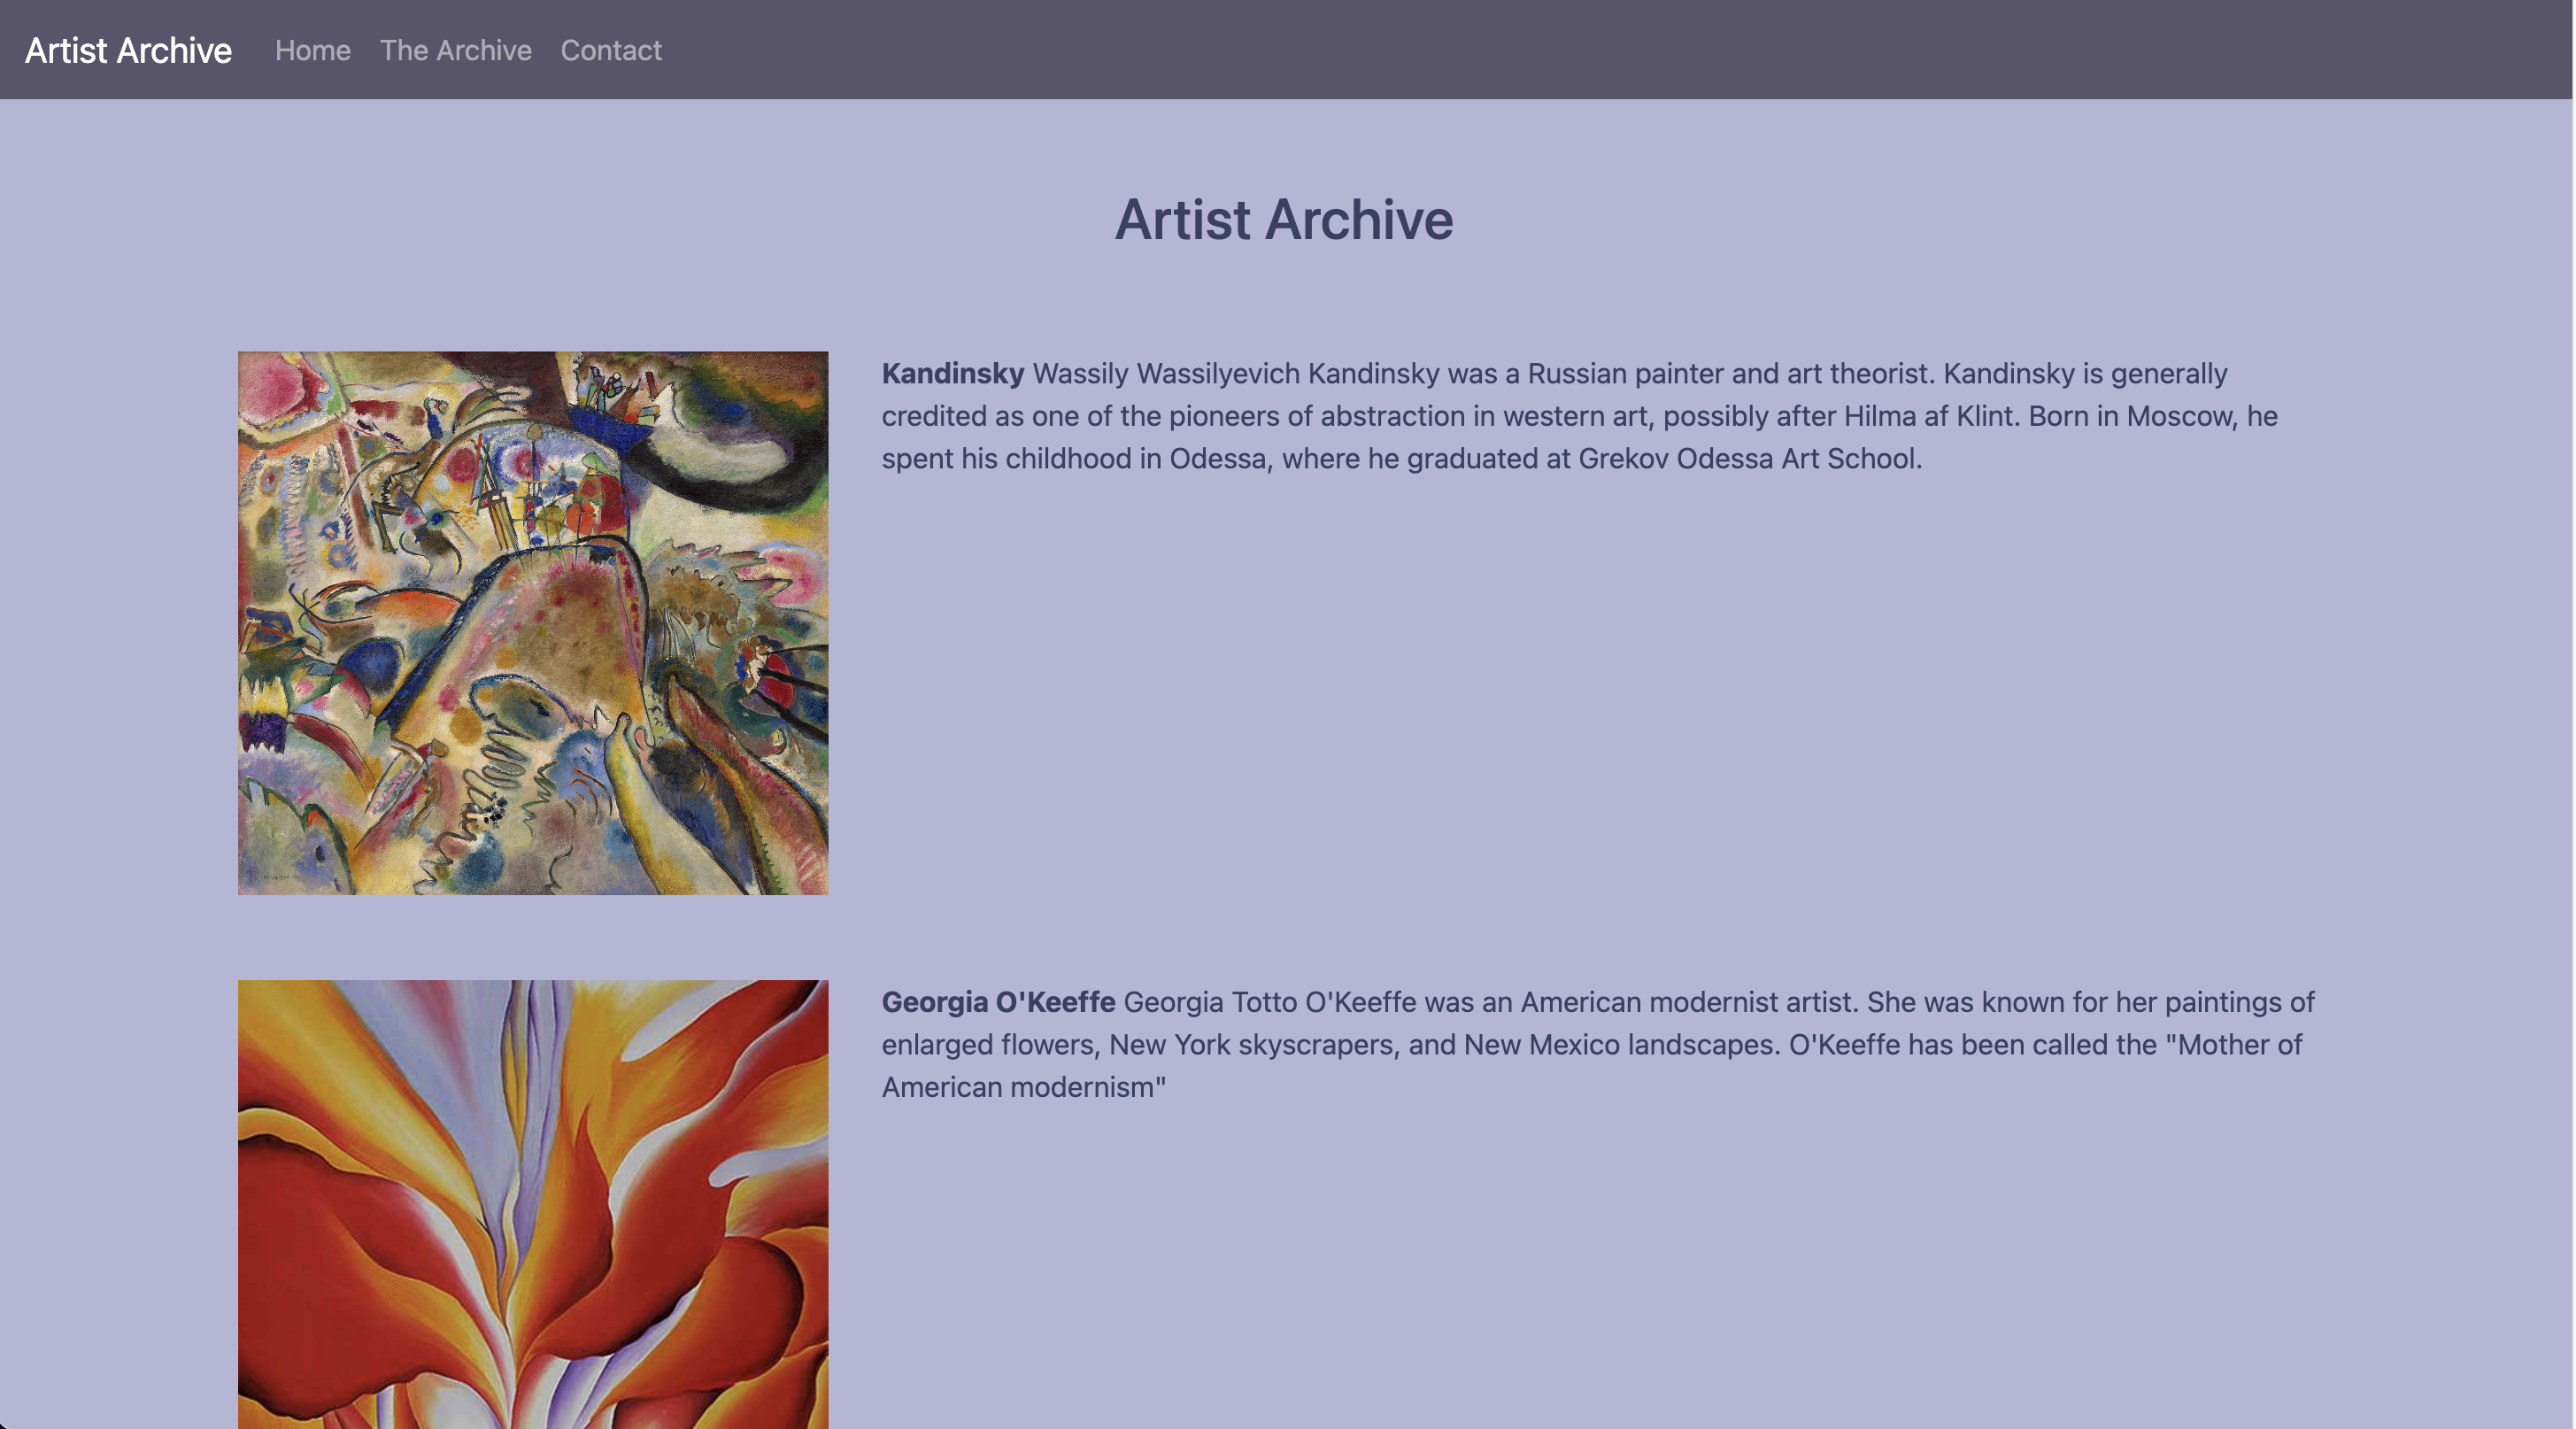 Artist Archive Home The Archive Contact
Artist Archive
Kandinsky Wassily Wassilyevich Kandinsky was a Russian painter and art theorist. Kandinsky is generally
credited as one of the pioneers of abstraction in western art, possibly after Hilma af Klint. Born in Moscow, he
spent his childhood in Odessa, where he graduated at Grekov Odessa Art School.
Georgia O'Keeffe Georgia Totto O'Keeffe was an American modernist artist. She was known for her paintings of
enlarged flowers, New York skyscrapers, and New Mexico landscapes. O'Keeffe has been called the "Mother of
American modernism"